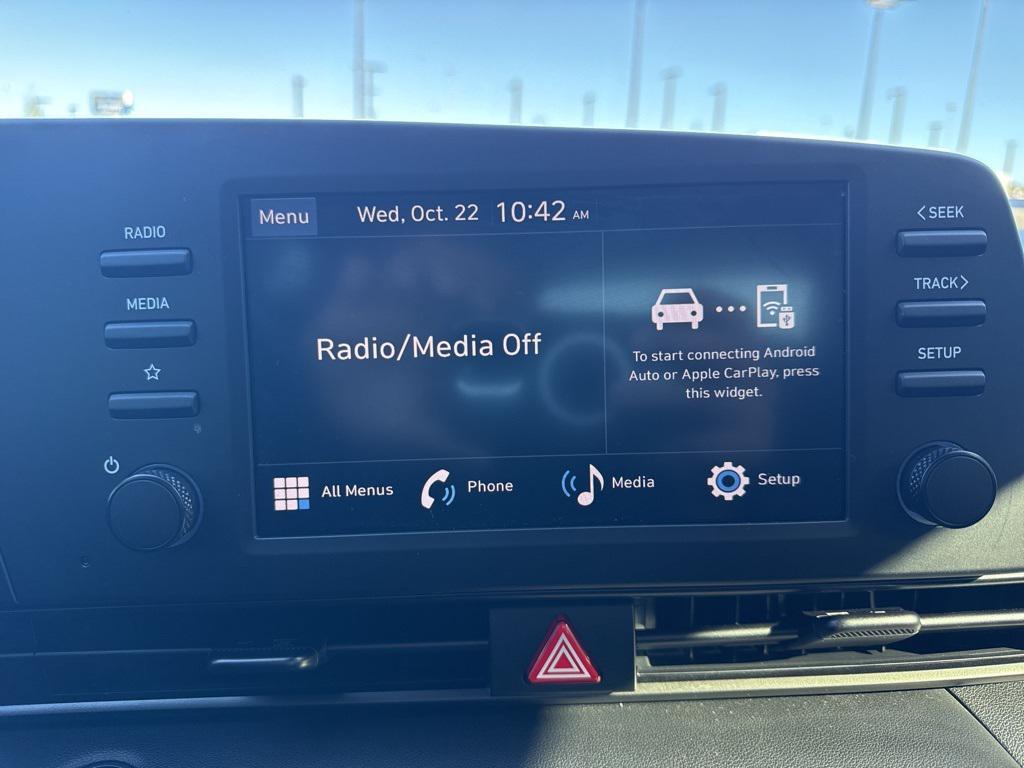 Menu
Wed, Oct. 22 10:42 AM
RADIO
MEDIA
Radio/Media Off
To start connecting Android
Auto or Apple CarPlay, press
this widget.
All Menus
Phone
Media
Setup
<SEEK
TRACK>
SETUP